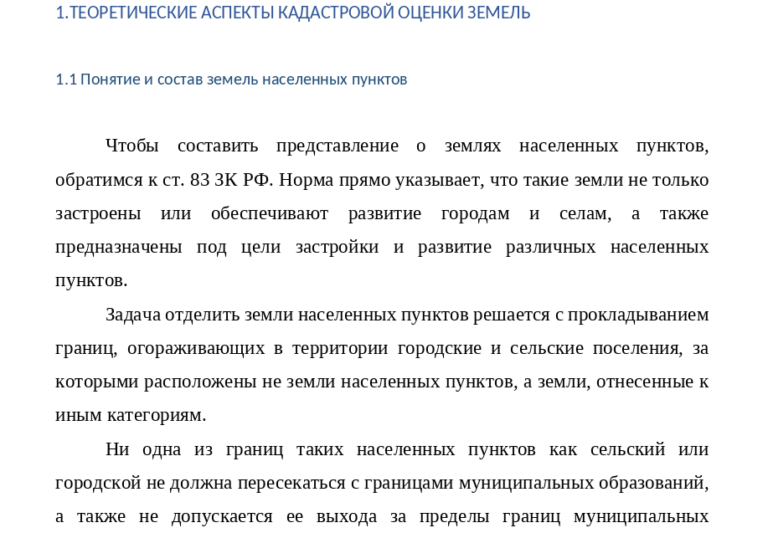 1.ТЕОРЕТИЧЕСКИЕ АСПЕКТЫ КАДАСТРОВОЙ ОЦЕНКИ ЗЕМЕЛЬ
1.1 Понятие и состав земель населенных пунктов
Чтобы составить представление о землях населенных пунктов,
обратимся к ст. 83 ЗК РФ. Норма прямо указывает, что такие земли не только
застроены или обеспечивают развитие городам и селам, а также
предназначены под цели застройки и развитие различных населенных
пунктов.
Задача отделить земли населенных пунктов решается с прокладыванием
границ, огораживающих в территории городские и сельские поселения, за
которыми расположены не земли населенных пунктов, а земли, отнесенные к
иным категориям.
Ни одна из границ таких населенных пунктов как сельский или
городской не должна пересекаться с границами муниципальных образований,
а также не допускается ее выхода за пределы границ муниципальных